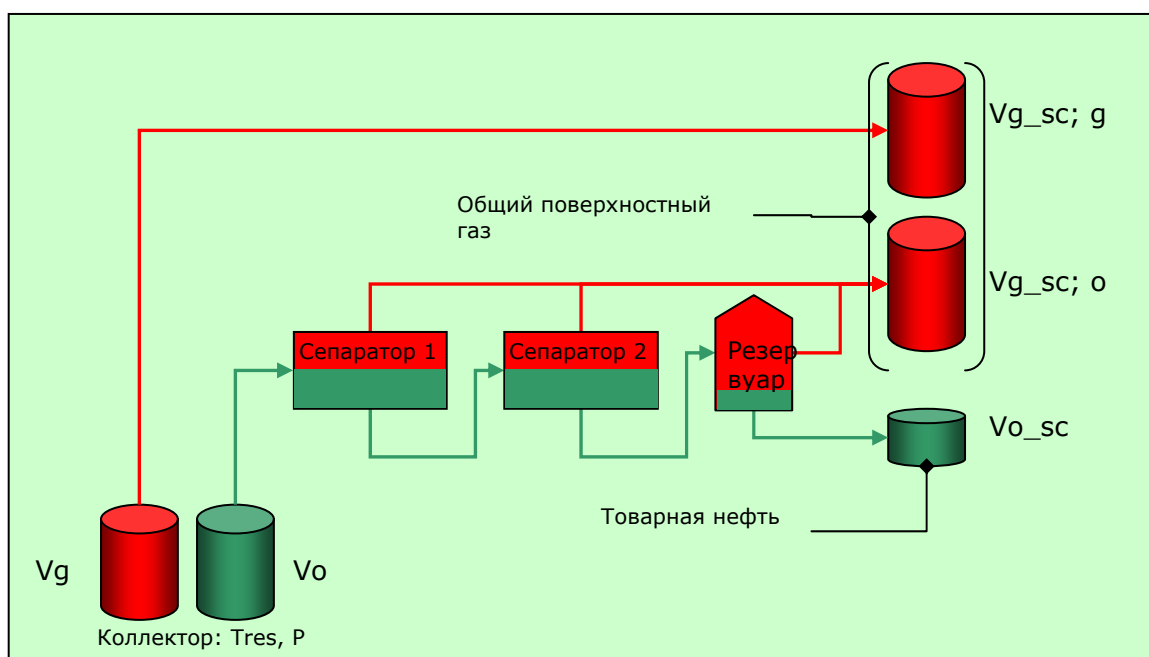 Vg_sc; g
Общий поверхностный
газ
Vg_sc; o
Сепаратор 1
Сепаратор 2
Резер
вуар
Vo_sc
Товарная нефть
Vg
Vo
Коллектор: Tres, P